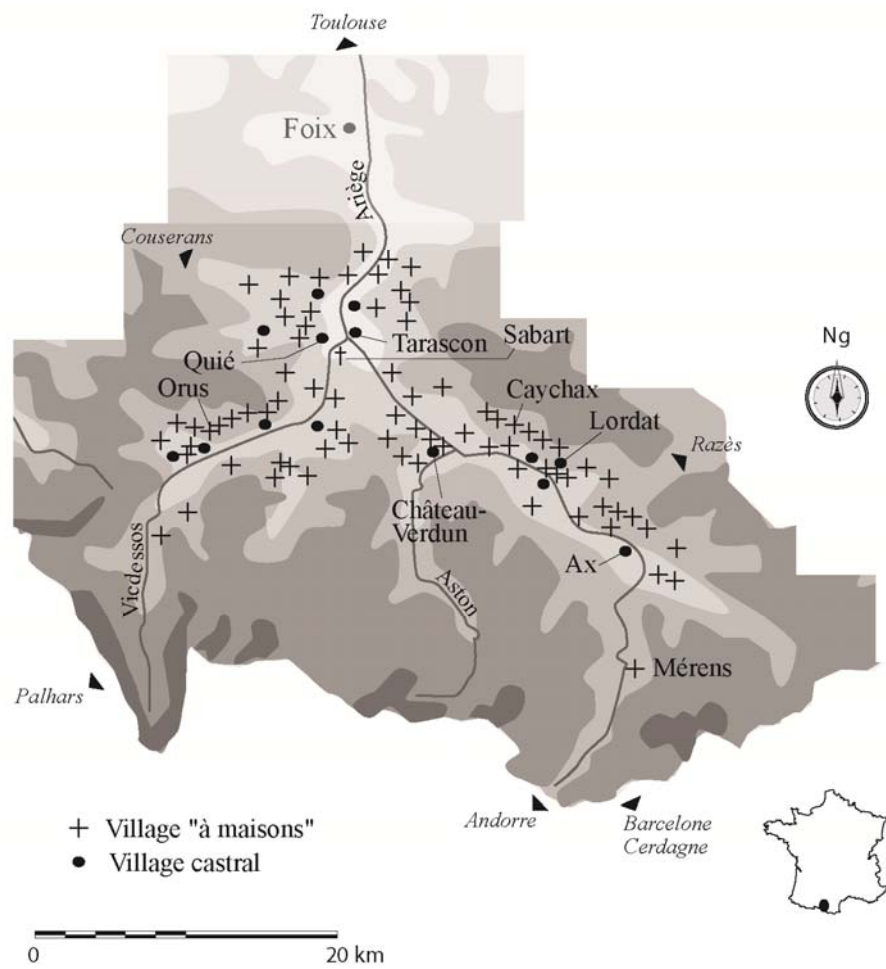 Toulouse
Foix
Ariège
Couserans
Ng
Sabart
Tarascon
Quié
Orus
Caychax
Lordat
Razès
Château-
Verdun
Vicdessos
Ax
Aston
Mérens
Palhars
Andorre
Barcelone
Cerdagne
Village "à maisons"
Village castral
0
20 km